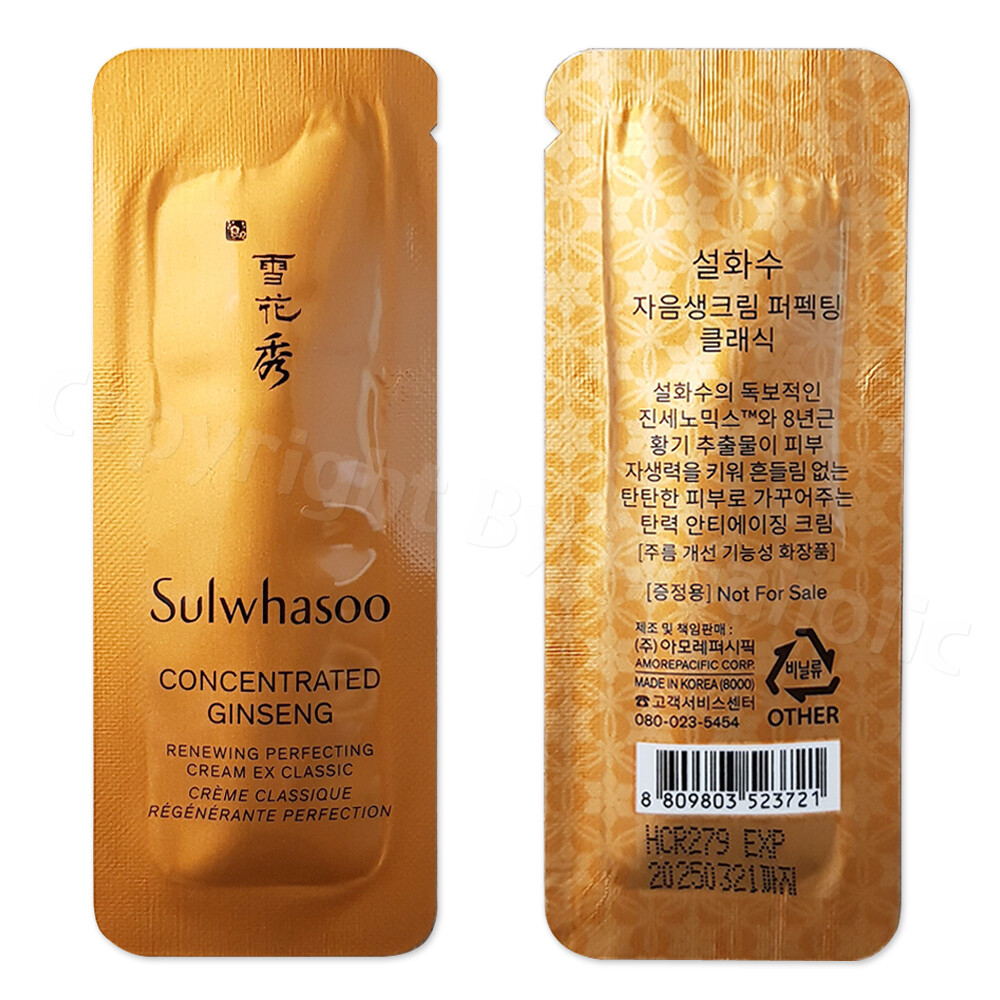 雪花秀
Sulwhasoo
CONCENTRATED
GINSENG
RENEWING PERFECTING
CREAM EX CLASSIC
CRÈME CLASSIQUE
RÉGÉNÉRANTE PERFECTION
설화수
자음생크림 퍼펙팅
클래식
설화수의 독보적인
진세노믹스™와 8년근
황기 추출물이 피부
자생력을 키워 흔들림 없는
탄탄한 피부로 가꾸어주는
탄력 안티에이징 크림
[주름 개선 기능성 화장품]
[증정용] Not For Sale
제조 및 책임판매 :
(주)아모레퍼시픽
AMOREPACIFIC CORP.
MADE IN KOREA (8000)
☎고객서비스센터
080-023-5454
비닐류
OTHER
8 809803 523721
HCR279 EXP
20250321까지
Copyright By